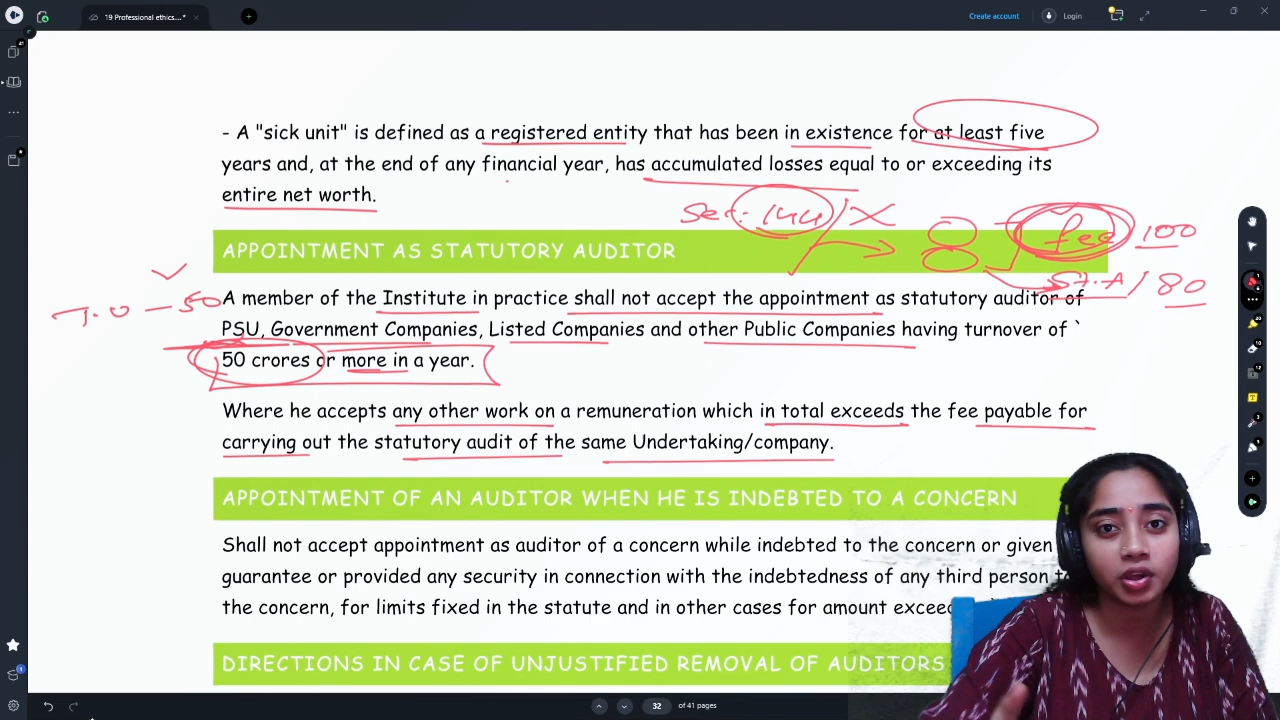 19 Professional ethics....*
Create account
Login
- A "sick unit" is defined as a registered entity that has been in existence for at least five
years and, at the end of any financial year, has accumulated losses equal to or exceeding its
entire net worth.
Sec. 144 X 8 fee 100
APPOINTMENT AS STATUTORY AUDITOR
St.A / 80
T.O - 50
A member of the Institute in practice shall not accept the appointment as statutory auditor of
PSU, Government Companies, Listed Companies and other Public Companies having turnover of `
50 crores or more in a year.
Where he accepts any other work on a remuneration which in total exceeds the fee payable for
carrying out the statutory audit of the same Undertaking/company.
APPOINTMENT OF AN AUDITOR WHEN HE IS INDEBTED TO A CONCERN
Shall not accept appointment as auditor of a concern while indebted to the concern or given
guarantee or provided any security in connection with the indebtedness of any third person
the concern, for limits fixed in the statute and in other cases for amount
DIRECTIONS IN CASE OF UNJUSTIFIED REMOVAL OF AUDITORS
32 of 41 pages